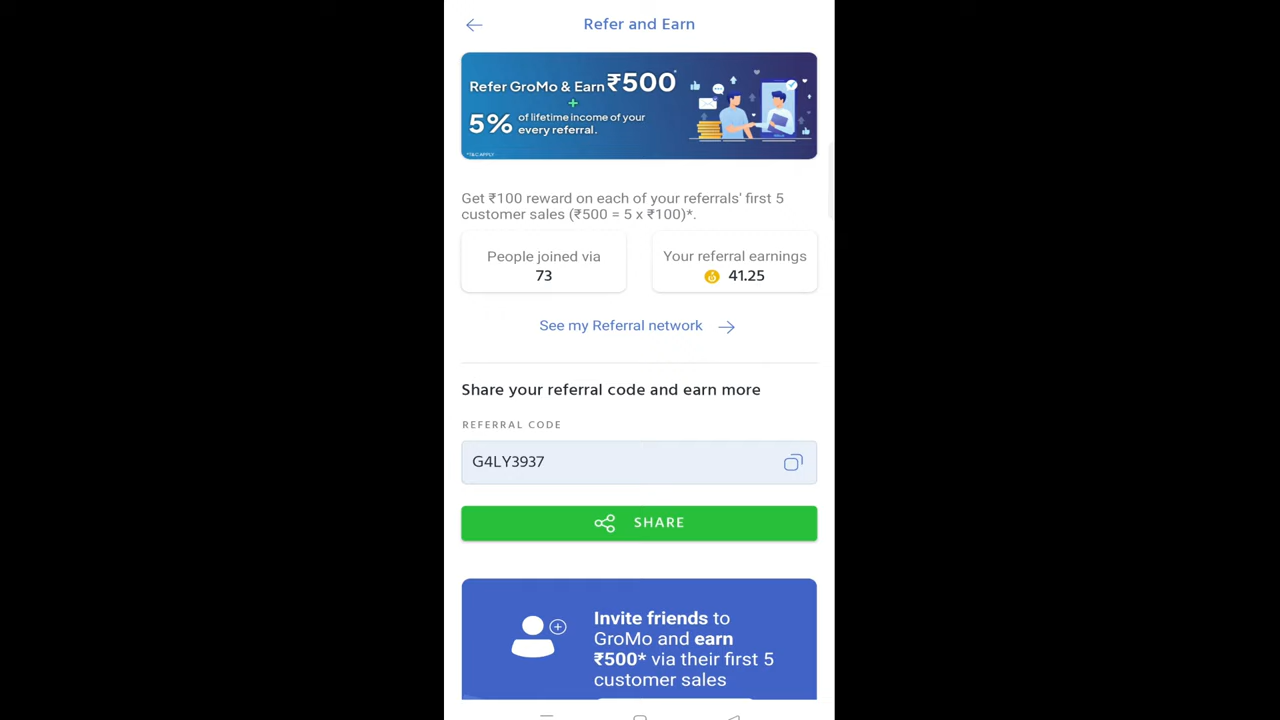 Refer and Earn
Refer GroMo & Earn ₹500*
+
5% of lifetime income of your
every referral.
*T&C APPLY
Get ₹100 reward on each of your referrals' first 5
customer sales (₹500 = 5 x ₹100)*.
People joined via
73
Your referral earnings
41.25
See my Referral network
Share your referral code and earn more
REFERRAL CODE
G4LY3937
SHARE
Invite friends to
GroMo and earn
₹500* via their first 5
customer sales